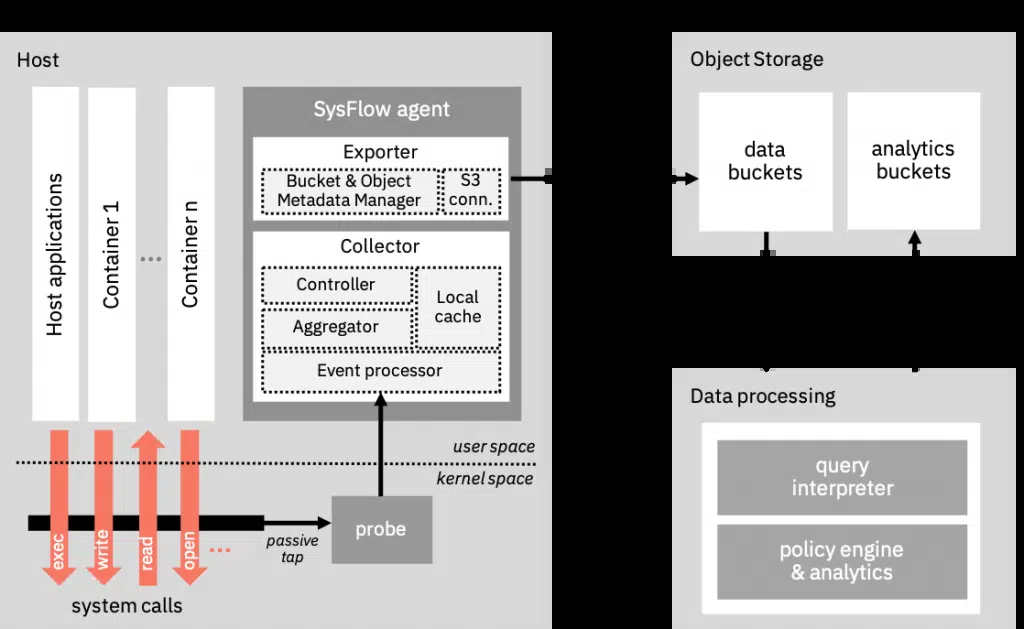 Host
Host applications
Container 1
...
Container n
SysFlow agent
Exporter
Bucket & Object
Metadata Manager
S3
conn.
Collector
Controller
Aggregator
Local
cache
Event processor
user space
kernel space
exec
write
read
open
...
passive
tap
probe
system calls
Object Storage
data
buckets
analytics
buckets
Data processing
query
interpreter
policy engine
& analytics